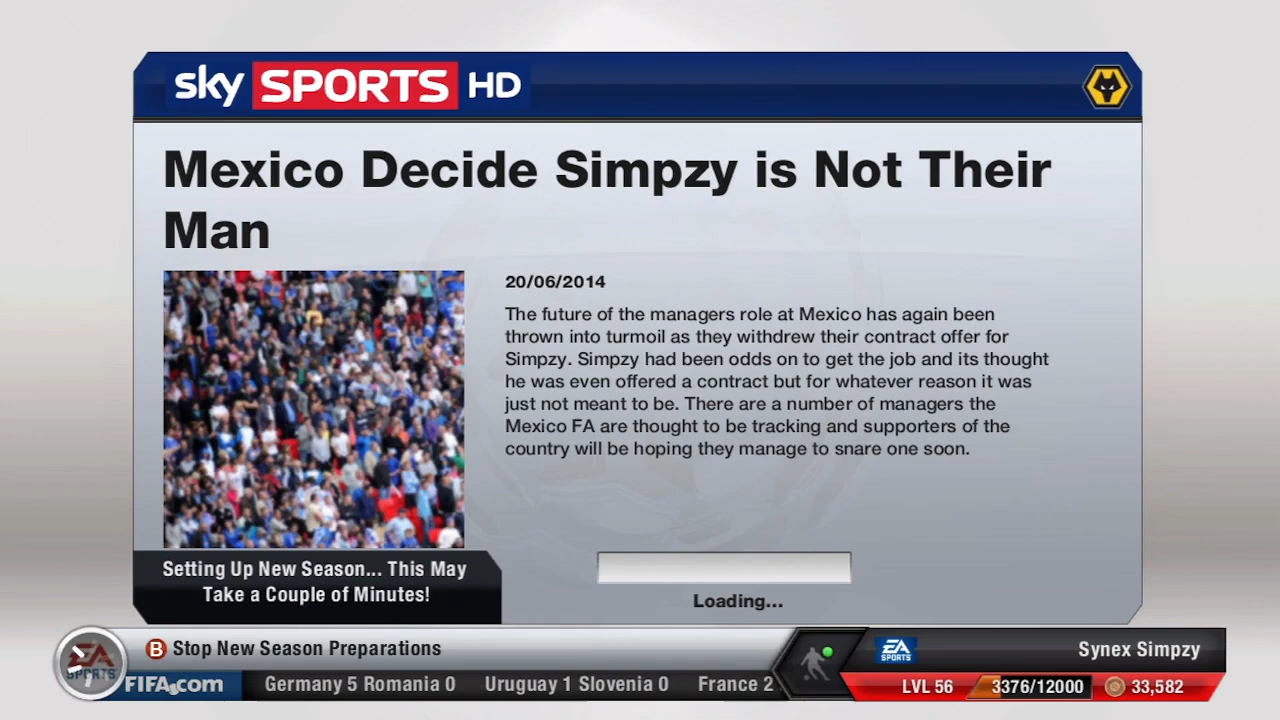 sky SPORTS HD
Mexico Decide Simpzy is Not Their
Man
20/06/2014
The future of the managers role at Mexico has again been
thrown into turmoil as they withdrew their contract offer for
Simpzy. Simpzy had been odds on to get the job and its thought
he was even offered a contract but for whatever reason it was
just not meant to be. There are a number of managers the
Mexico FA are thought to be tracking and supporters of the
country will be hoping they manage to snare one soon.
Setting Up New Season... This May
Take a Couple of Minutes!
Loading...
B Stop New Season Preparations
EA SPORTS
EA SPORTS
Synex Simpzy
FIFA.com
Germany 5 Romania 0 Uruguay 1 Slovenia 0 France 2
LVL 56 3376/12000 33,582